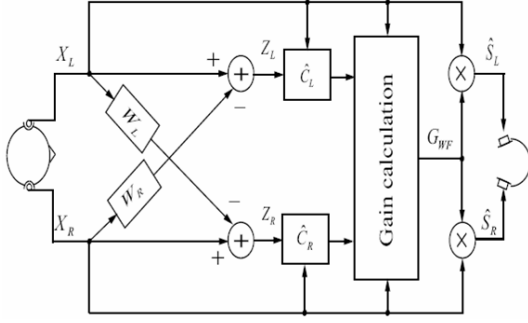 X_L
Z_L
Ĉ_L
Ŝ_L
+
+
−
×
W_L
Gain calculation
G_WF
W_R
−
X_R
Z_R
Ĉ_R
+
+
×
Ŝ_R